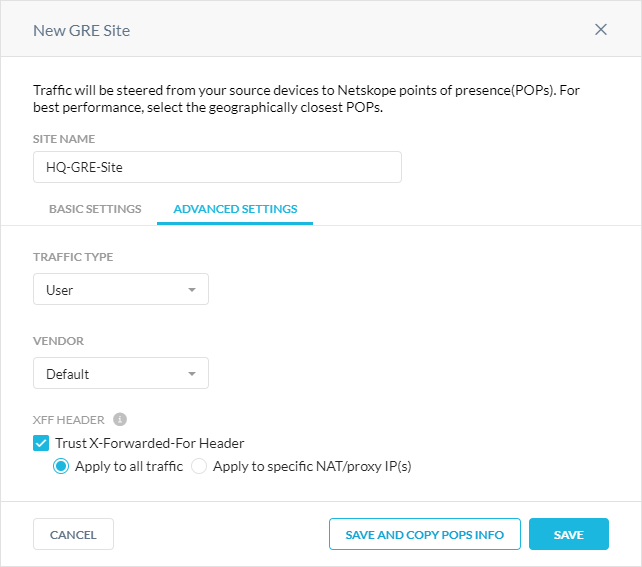 New GRE Site
Traffic will be steered from your source devices to Netskope points of presence(POPs). For
best performance, select the geographically closest POPs.
SITE NAME
HQ-GRE-Site
BASIC SETTINGS ADVANCED SETTINGS
TRAFFIC TYPE
User
VENDOR
Default
XFF HEADER
Trust X-Forwarded-For Header
Apply to all traffic Apply to specific NAT/proxy IP(s)
CANCEL SAVE AND COPY POPS INFO SAVE